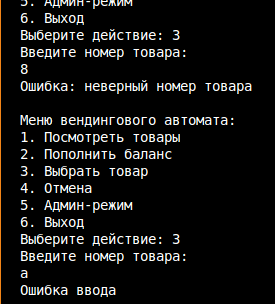 5. Админ-режим
6. Выход
Выберите действие: 3
Введите номер товара:
8
Ошибка: неверный номер товара
Меню вендингового автомата:
1. Посмотреть товары
2. Пополнить баланс
3. Выбрать товар
4. Отмена
5. Админ-режим
6. Выход
Выберите действие: 3
Введите номер товара:
а
Ошибка ввода